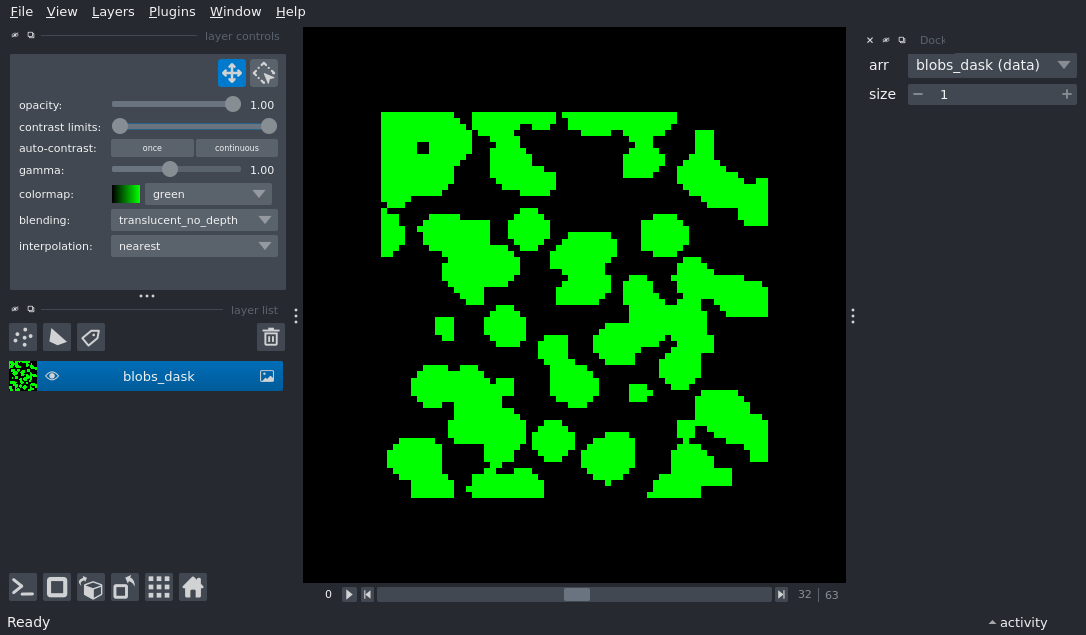 File View Layers Plugins Window Help
layer controls
opacity: 1.00
contrast limits:
auto-contrast: once continuous
gamma: 1.00
colormap: green
blending: translucent_no_depth
interpolation: nearest
layer list
blobs_dask
0 32 63
Dock
arr blobs_dask (data)
size 1
Ready
activity